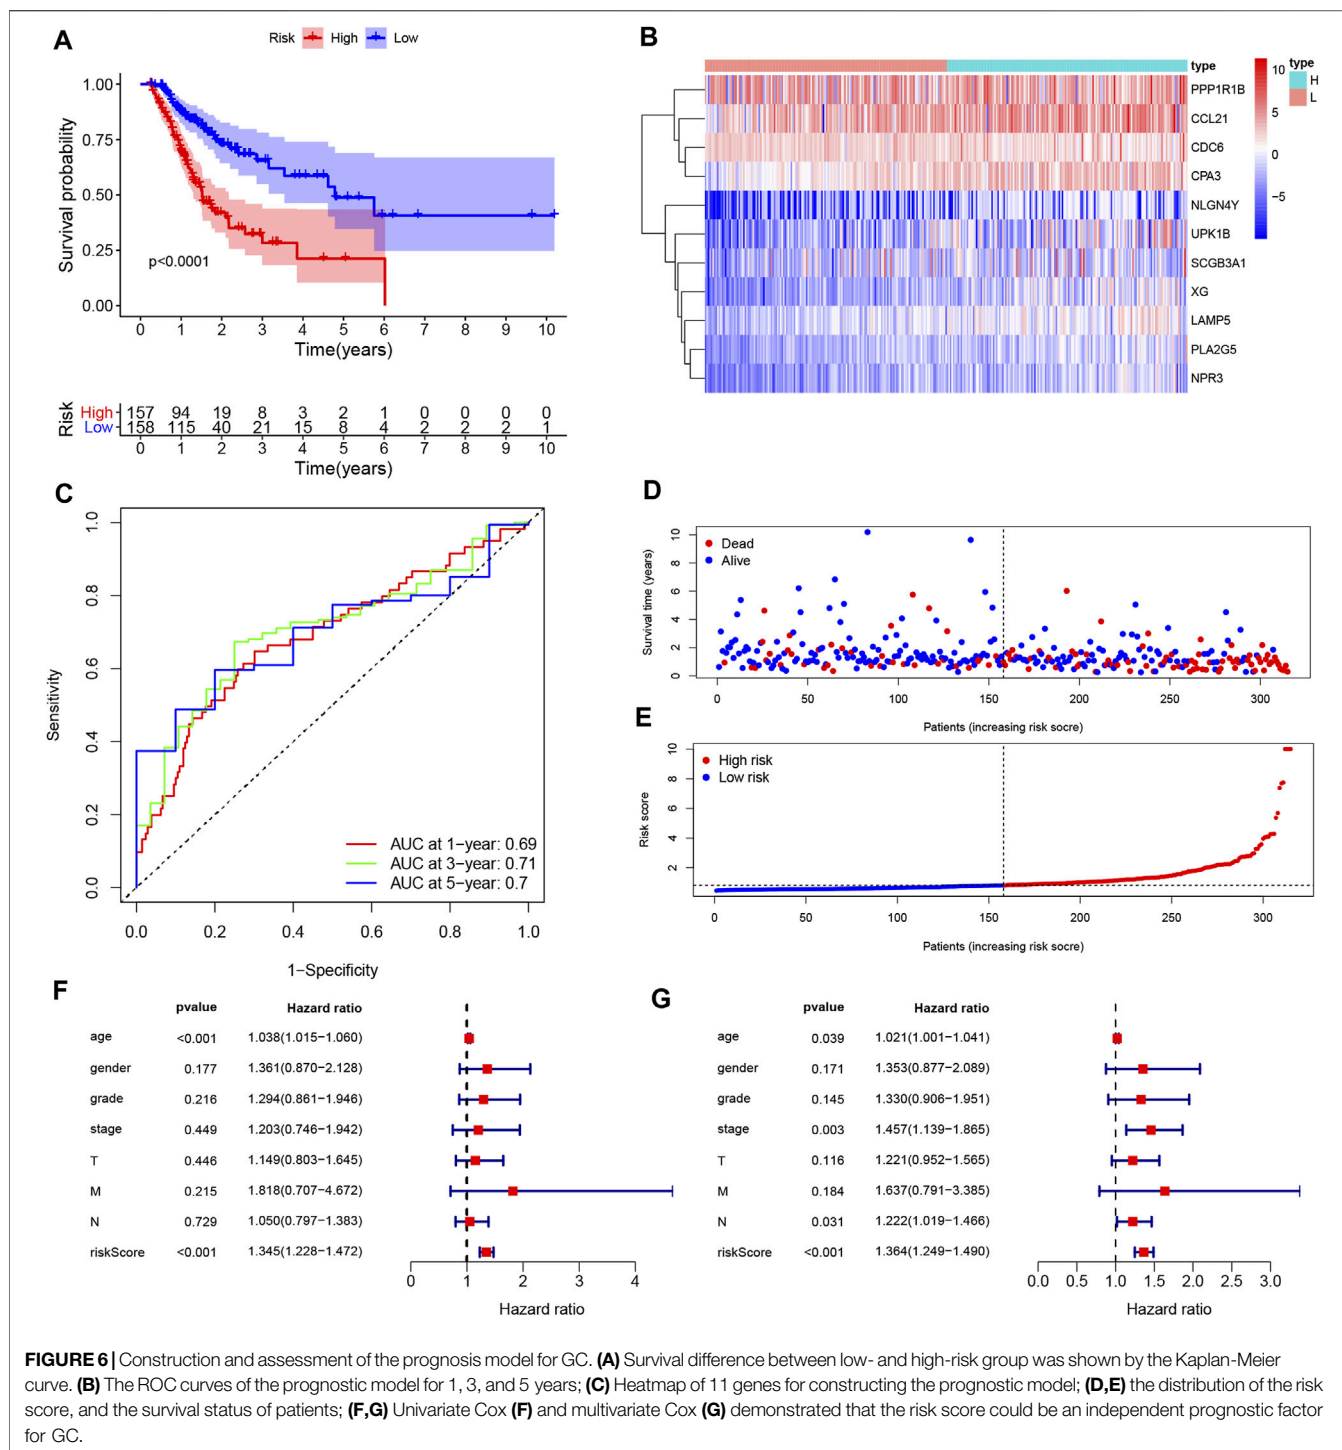 A
Risk High Low
1.00
0.75
0.50
0.25
0.00
Survival probability
p<0.0001
0 1 2 3 4 5 6 7 8 9 10
Time(years)
Risk
High 157 94 19 8 3 2 1 0 0 0 0
Low 158 115 40 21 15 8 4 2 2 2 1
0 1 2 3 4 5 6 7 8 9 10
Time(years)
B
type
PPP1R1B
CCL21
CDC6
CPA3
NLGN4Y
UPK1B
SCGB3A1
XG
LAMP5
PLA2G5
NPR3
10
5
0
−5
type
H
L
C
1.0
0.8
0.6
0.4
0.2
0.0
Sensitivity
AUC at 1−year: 0.69
AUC at 3−year: 0.71
AUC at 5−year: 0.7
0.0 0.2 0.4 0.6 0.8 1.0
1−Specificity
D
Dead
Alive
10
8
6
4
2
0
Survival time (years)
0 50 100 150 200 250 300
Patients (increasing risk socre)
E
High risk
Low risk
10
8
6
4
2
Risk score
0 50 100 150 200 250 300
Patients (increasing risk socre)
F
pvalue Hazard ratio
age <0.001 1.038(1.015−1.060)
gender 0.177 1.361(0.870−2.128)
grade 0.216 1.294(0.861−1.946)
stage 0.449 1.203(0.746−1.942)
T 0.446 1.149(0.803−1.645)
M 0.215 1.818(0.707−4.672)
N 0.729 1.050(0.797−1.383)
riskScore <0.001 1.345(1.228−1.472)
0 1 2 3 4
Hazard ratio
G
pvalue Hazard ratio
age 0.039 1.021(1.001−1.041)
gender 0.171 1.353(0.877−2.089)
grade 0.145 1.330(0.906−1.951)
stage 0.003 1.457(1.139−1.865)
T 0.116 1.221(0.952−1.565)
M 0.184 1.637(0.791−3.385)
N 0.031 1.222(1.019−1.466)
riskScore <0.001 1.364(1.249−1.490)
0.0 0.5 1.0 1.5 2.0 2.5 3.0
Hazard ratio
FIGURE 6 | Construction and assessment of the prognosis model for GC. (A) Survival difference between low- and high-risk group was shown by the Kaplan-Meier
curve. (B) The ROC curves of the prognostic model for 1, 3, and 5 years; (C) Heatmap of 11 genes for constructing the prognostic model; (D,E) the distribution of the risk
score, and the survival status of patients; (F,G) Univariate Cox (F) and multivariate Cox (G) demonstrated that the risk score could be an independent prognostic factor
for GC.